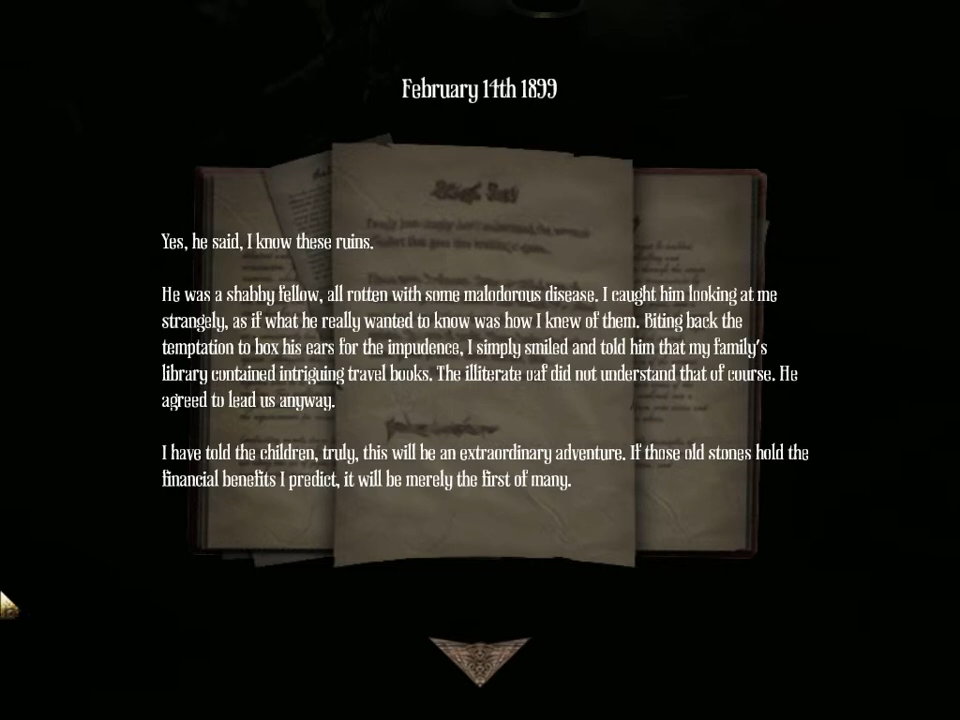 February 14th 1899
Yes, he said, I know these ruins.
He was a shabby fellow, all rotten with some malodorous disease. I caught him looking at me
strangely, as if what he really wanted to know was how I knew of them. Biting back the
temptation to box his ears for the impudence, I simply smiled and told him that my family's
library contained intriguing travel books. The illiterate oaf did not understand that of course. He
agreed to lead us anyway.
I have told the children, truly, this will be an extraordinary adventure. If those old stones hold the
financial benefits I predict, it will be merely the first of many.